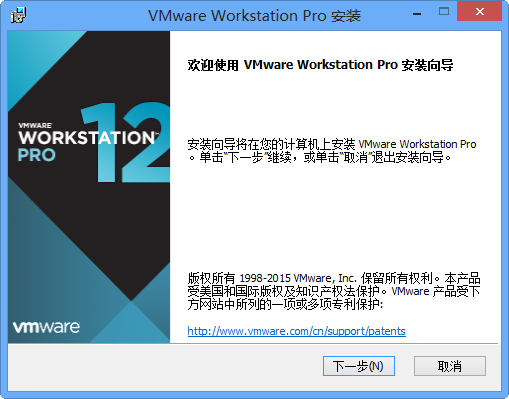 VMware Workstation Pro 安装
欢迎使用 VMware Workstation Pro 安装向导
VMWARE
WORKSTATION™
PRO
12
安装向导将在您的计算机上安装 VMware Workstation Pro
。单击“下一步”继续，或单击“取消”退出安装向导。
版权所有 1998-2015 VMware, Inc. 保留所有权利。本产品
受美国和国际版权及知识产权法保护。VMware 产品受下
方网站中所列的一项或多项专利保护:
http://www.vmware.com/cn/support/patents
vmware
下一步(N)
取消